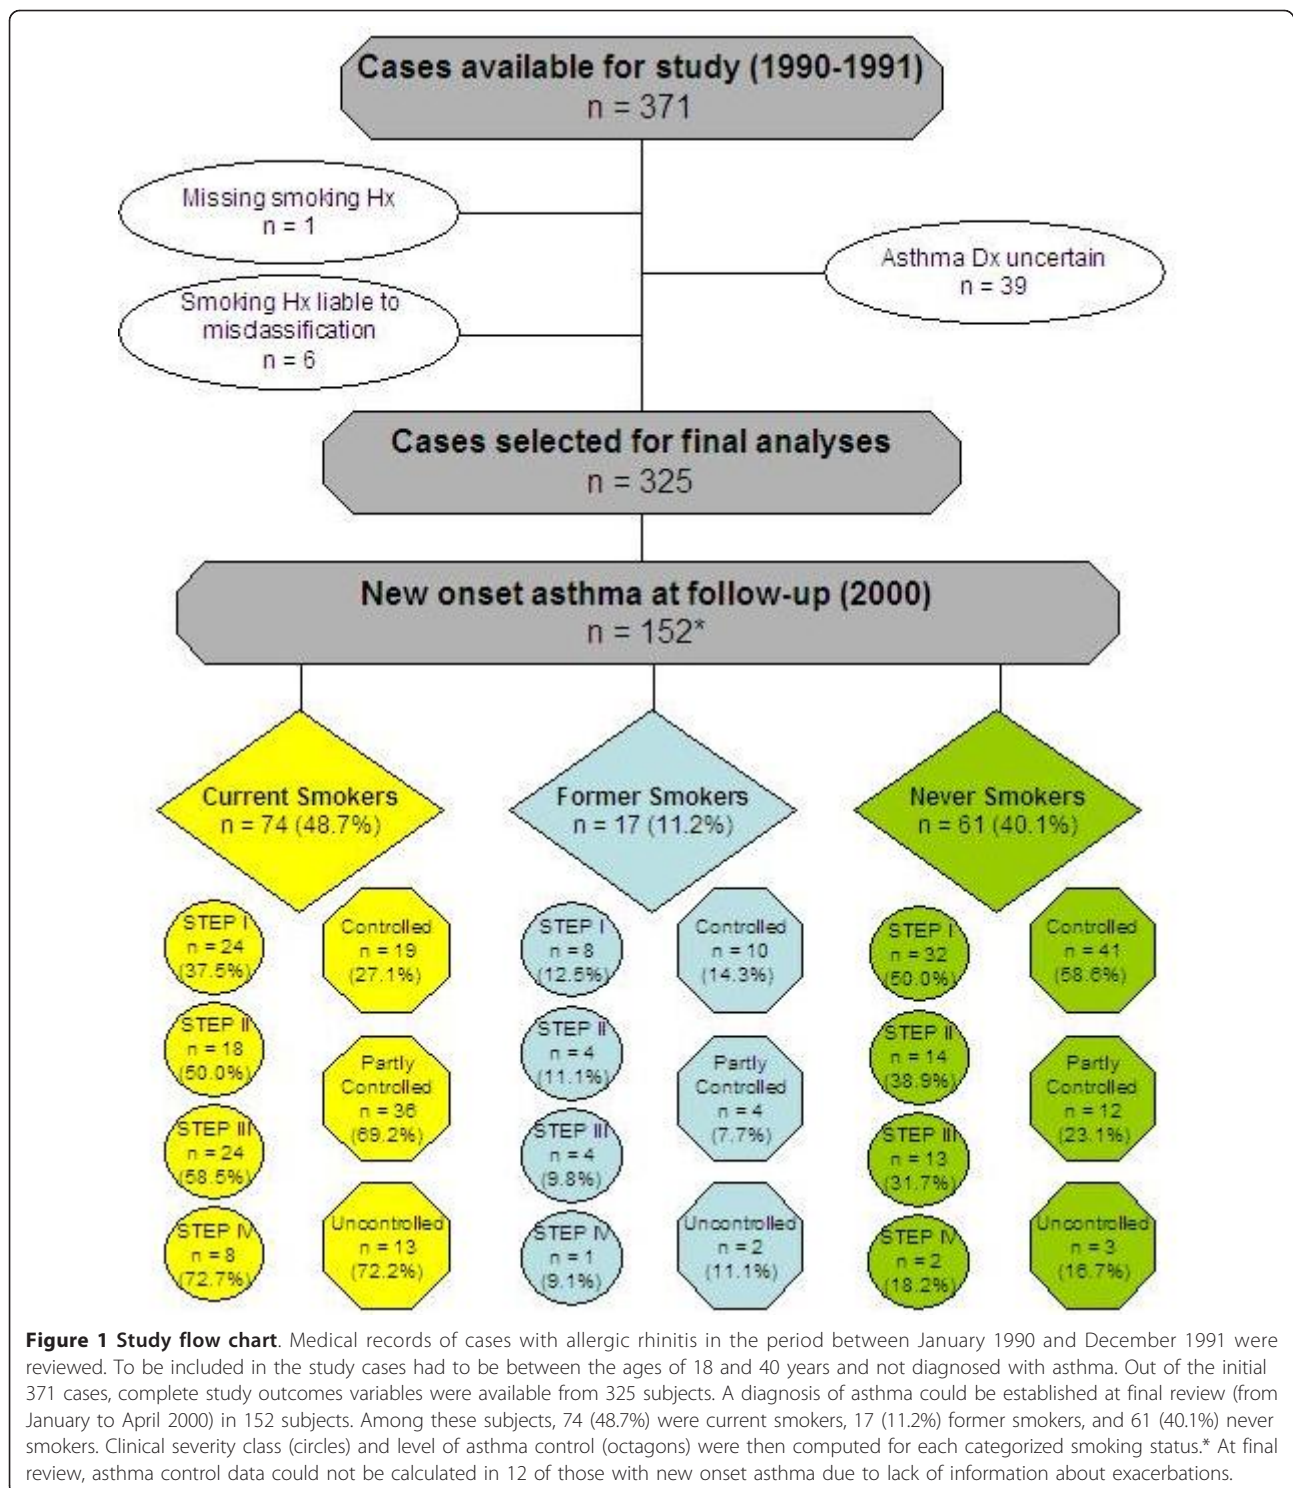 Cases available for study (1990-1991)
n = 371
Missing smoking Hx
n = 1
Asthma Dx uncertain
n = 39
Smoking Hx liable to
misclassification
n = 6
Cases selected for final analyses
n = 325
New onset asthma at follow-up (2000)
n = 152*
Current Smokers
n = 74 (48.7%)
STEP I
n = 24
(37.5%)
STEP II
n = 18
(50.0%)
STEP III
n = 24
(58.5%)
STEP IV
n = 8
(72.7%)
Controlled
n = 19
(27.1%)
Partly
Controlled
n = 36
(69.2%)
Uncontrolled
n = 13
(72.2%)
Former Smokers
n = 17 (11.2%)
STEP I
n = 8
(12.5%)
STEP II
n = 4
(11.1%)
STEP III
n = 4
(9.8%)
STEP IV
n = 1
(9.1%)
Controlled
n = 10
(14.3%)
Partly
Controlled
n = 4
(7.7%)
Uncontrolled
n = 2
(11.1%)
Never Smokers
n = 61 (40.1%)
STEP I
n = 32
(50.0%)
STEP II
n = 14
(38.9%)
STEP III
n = 13
(31.7%)
STEP IV
n = 2
(18.2%)
Controlled
n = 41
(58.6%)
Partly
Controlled
n = 12
(23.1%)
Uncontrolled
n = 3
(16.7%)
Figure 1 Study flow chart. Medical records of cases with allergic rhinitis in the period between January 1990 and December 1991 were
reviewed. To be included in the study cases had to be between the ages of 18 and 40 years and not diagnosed with asthma. Out of the initial
371 cases, complete study outcomes variables were available from 325 subjects. A diagnosis of asthma could be established at final review (from
January to April 2000) in 152 subjects. Among these subjects, 74 (48.7%) were current smokers, 17 (11.2%) former smokers, and 61 (40.1%) never
smokers. Clinical severity class (circles) and level of asthma control (octagons) were then computed for each categorized smoking status.* At final
review, asthma control data could not be calculated in 12 of those with new onset asthma due to lack of information about exacerbations.